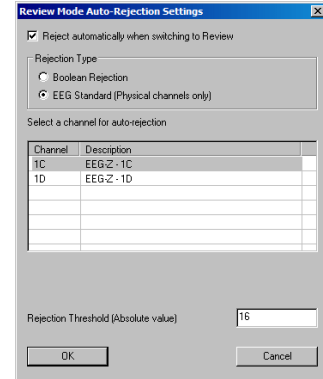 Review Mode Auto-Rejection Settings
Reject automatically when switching to Review
Rejection Type
Boolean Rejection
EEG Standard (Physical channels only)
Select a channel for auto-rejection
Channel Description
1C EEG-Z - 1C
1D EEG-Z - 1D
Rejection Threshold (Absolute value) 16
OK Cancel